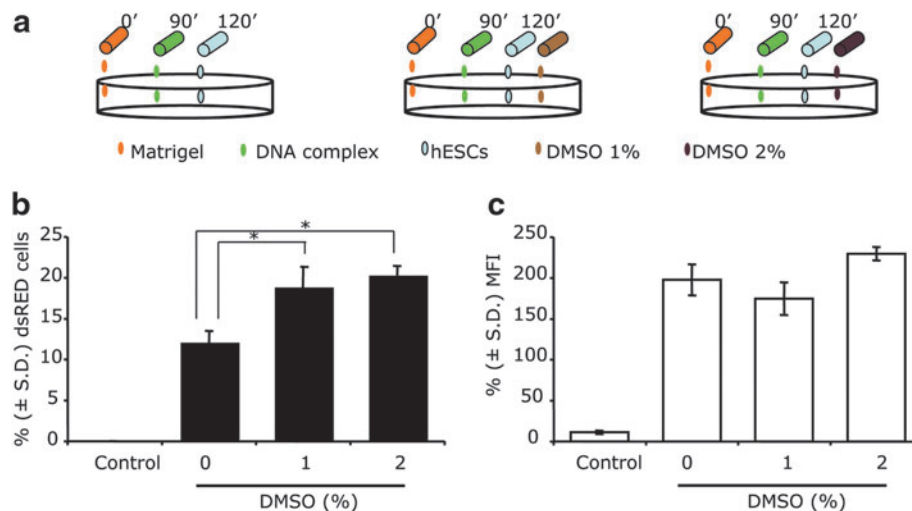 a
0′ 90′ 120′ 0′ 90′ 120′ 0′ 90′ 120′
Matrigel DNA complex hESCs DMSO 1% DMSO 2%
b
% (± S.D.) dsRED cells
25
20
15
10
5
0
* *
Control 0 1 2
DMSO (%)
c
% (± S.D.) MFI
250
200
150
100
50
0
Control 0 1 2
DMSO (%)